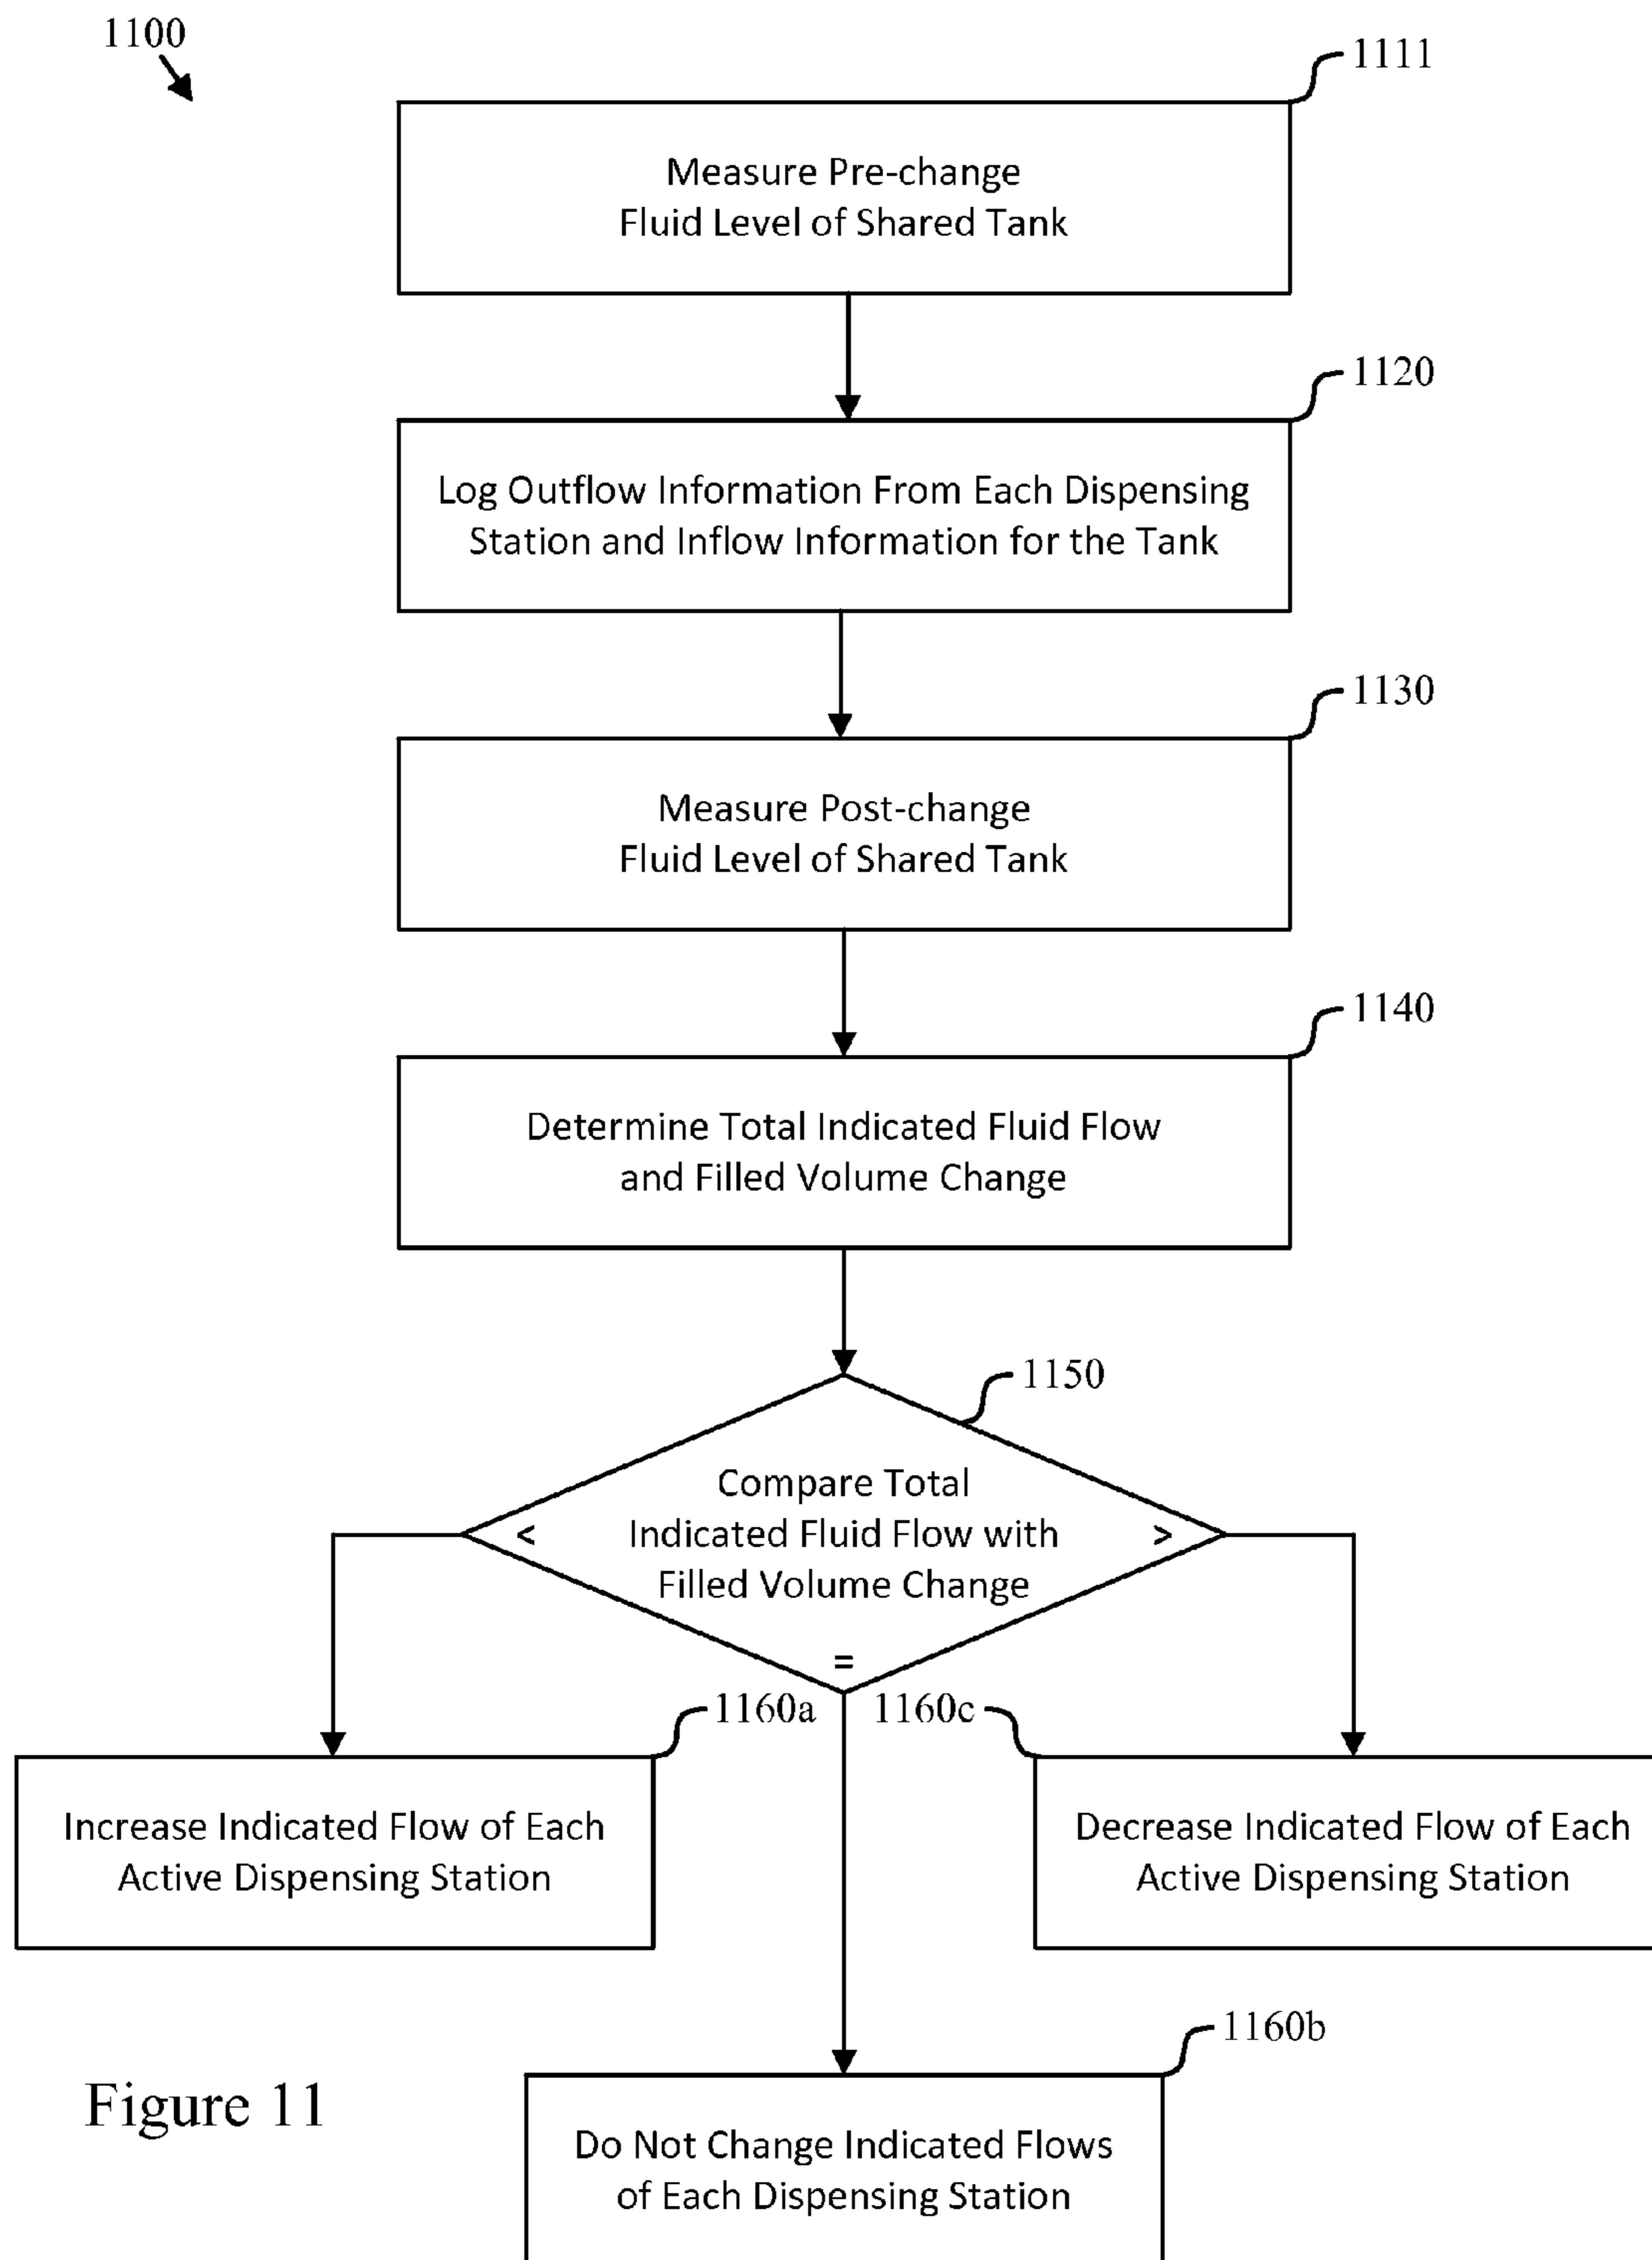 1100
1111
Measure Pre-change
Fluid Level of Shared Tank
1120
Log Outflow Information From Each Dispensing
Station and Inflow Information for the Tank
1130
Measure Post-change
Fluid Level of Shared Tank
1140
Determine Total Indicated Fluid Flow
and Filled Volume Change
1150
Compare Total
< Indicated Fluid Flow with >
Filled Volume Change
=
1160a 1160c
Increase Indicated Flow of Each
Active Dispensing Station
Decrease Indicated Flow of Each
Active Dispensing Station
1160b
Do Not Change Indicated Flows
of Each Dispensing Station
Figure 11